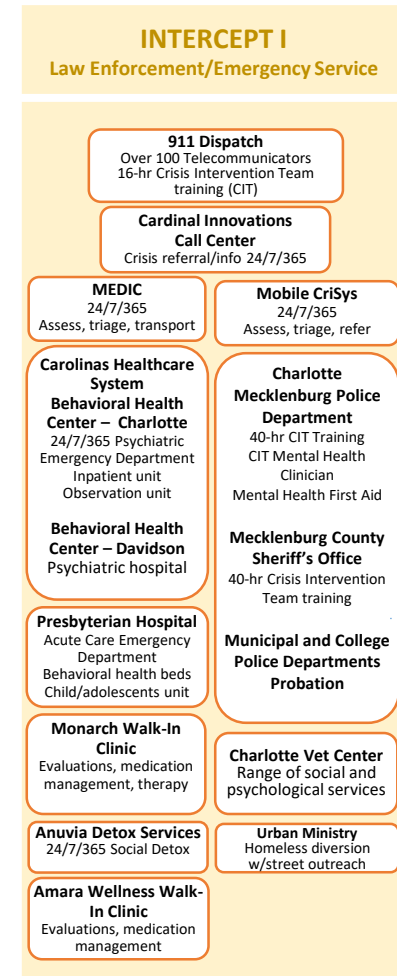 INTERCEPT I
Law Enforcement/Emergency Service
911 Dispatch
Over 100 Telecommunicators
16-hr Crisis Intervention Team
training (CIT)
Cardinal Innovations
Call Center
Crisis referral/info 24/7/365
MEDIC
24/7/365
Assess, triage, transport
Mobile CriSys
24/7/365
Assess, triage, refer
Carolinas Healthcare
System
Behavioral Health
Center – Charlotte
24/7/365 Psychiatric
Emergency Department
Inpatient unit
Observation unit
Behavioral Health
Center – Davidson
Psychiatric hospital
Charlotte
Mecklenburg Police
Department
40-hr CIT Training
CIT Mental Health
Clinician
Mental Health First Aid
Mecklenburg County
Sheriff's Office
40-hr Crisis Intervention
Team training
Municipal and College
Police Departments
Probation
Presbyterian Hospital
Acute Care Emergency
Department
Behavioral health beds
Child/adolescents unit
Monarch Walk-In
Clinic
Evaluations, medication
management, therapy
Charlotte Vet Center
Range of social and
psychological services
Anuvia Detox Services
24/7/365 Social Detox
Urban Ministry
Homeless diversion
w/street outreach
Amara Wellness Walk-
In Clinic
Evaluations, medication
management